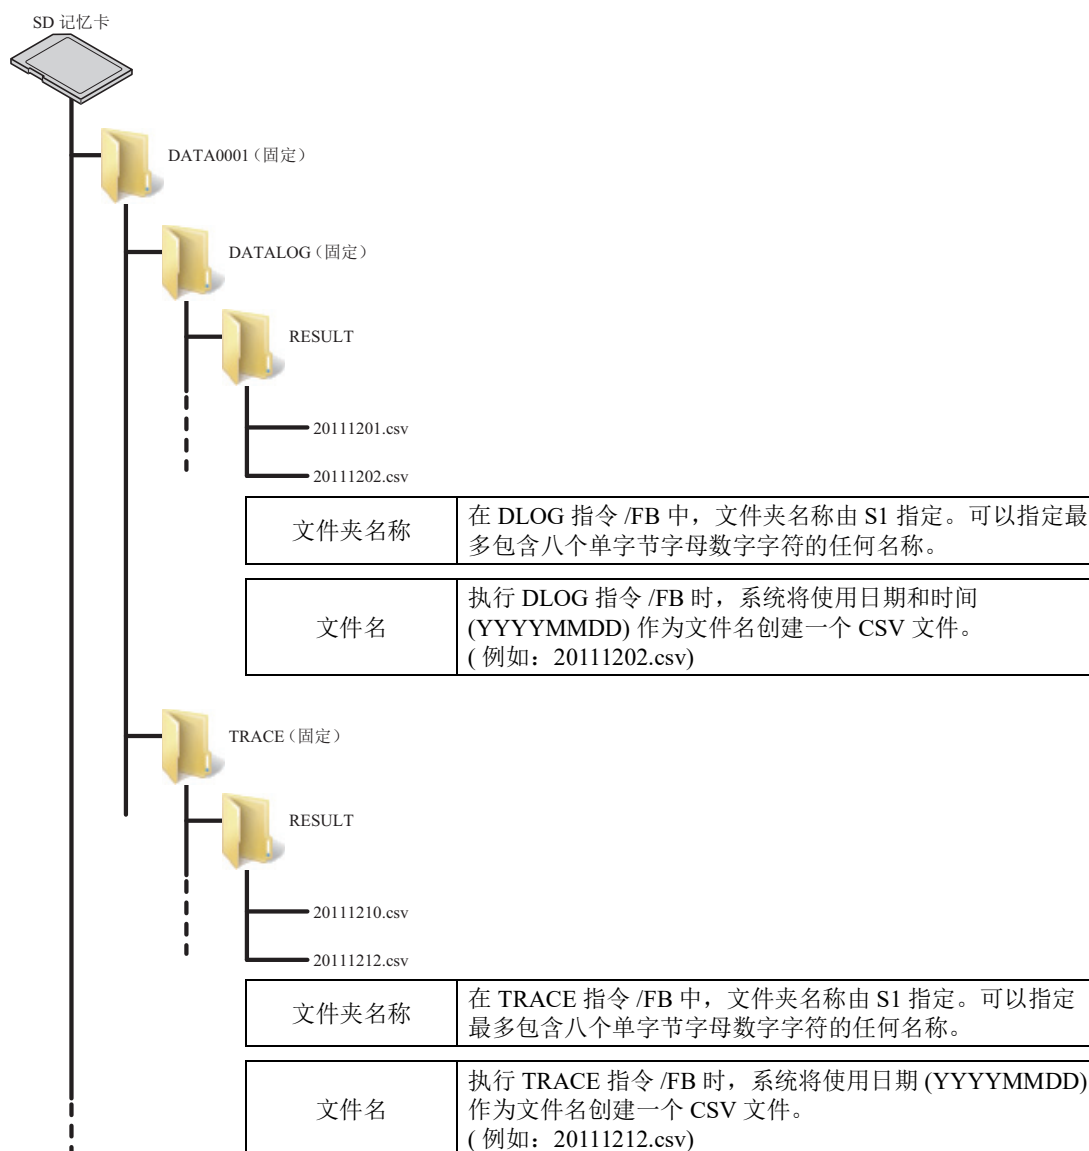 SD 记忆卡
DATA0001（固定）
DATALOG（固定）
RESULT
20111201.csv
20111202.csv
文件夹名称
在 DLOG 指令 /FB 中，文件夹名称由 S1 指定。可以指定最
多包含八个单字节字母数字字符的任何名称。
文件名
执行 DLOG 指令 /FB 时，系统将使用日期和时间
(YYYYMMDD) 作为文件名创建一个 CSV 文件。
( 例如：20111202.csv)
TRACE（固定）
RESULT
20111210.csv
20111212.csv
文件夹名称
在 TRACE 指令 /FB 中，文件夹名称由 S1 指定。可以指定
最多包含八个单字节字母数字字符的任何名称。
文件名
执行 TRACE 指令 /FB 时，系统将使用日期 (YYYYMMDD)
作为文件名创建一个 CSV 文件。
( 例如：20111212.csv)